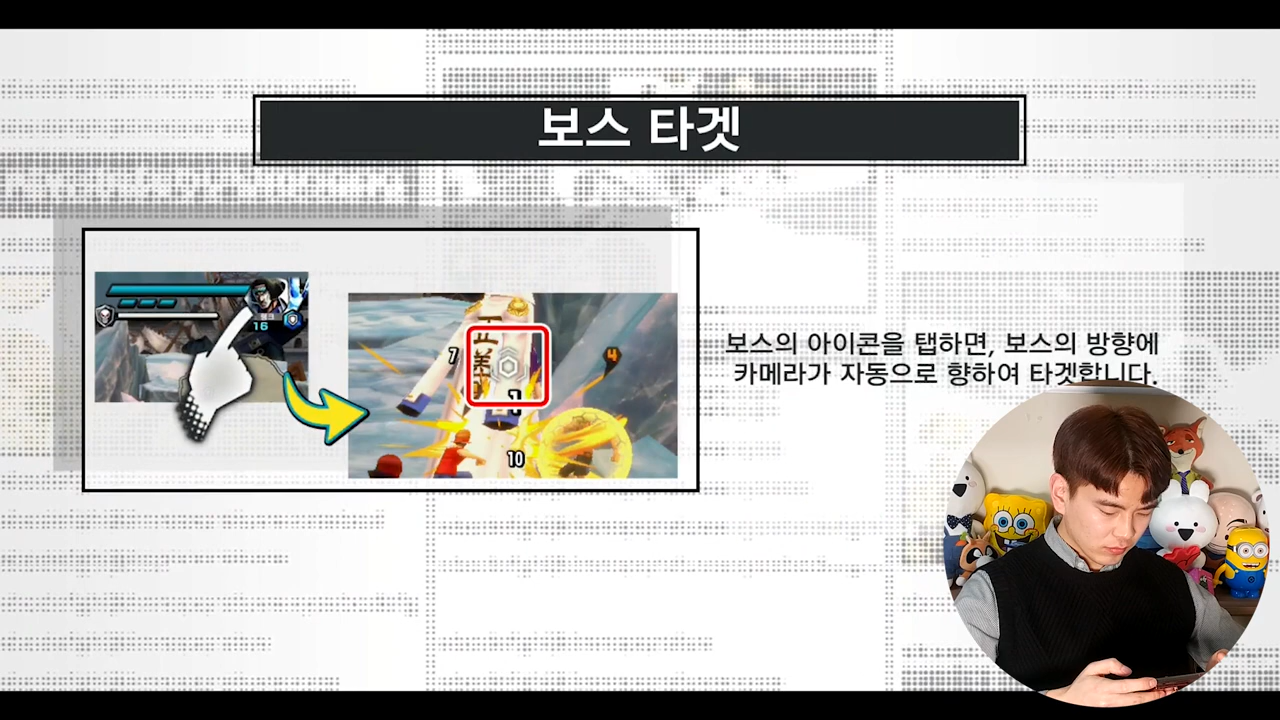 보스 타겟
16
7
4
10
보스의 아이콘을 탭하면, 보스의 방향에
카메라가 자동으로 향하여 타겟합니다.